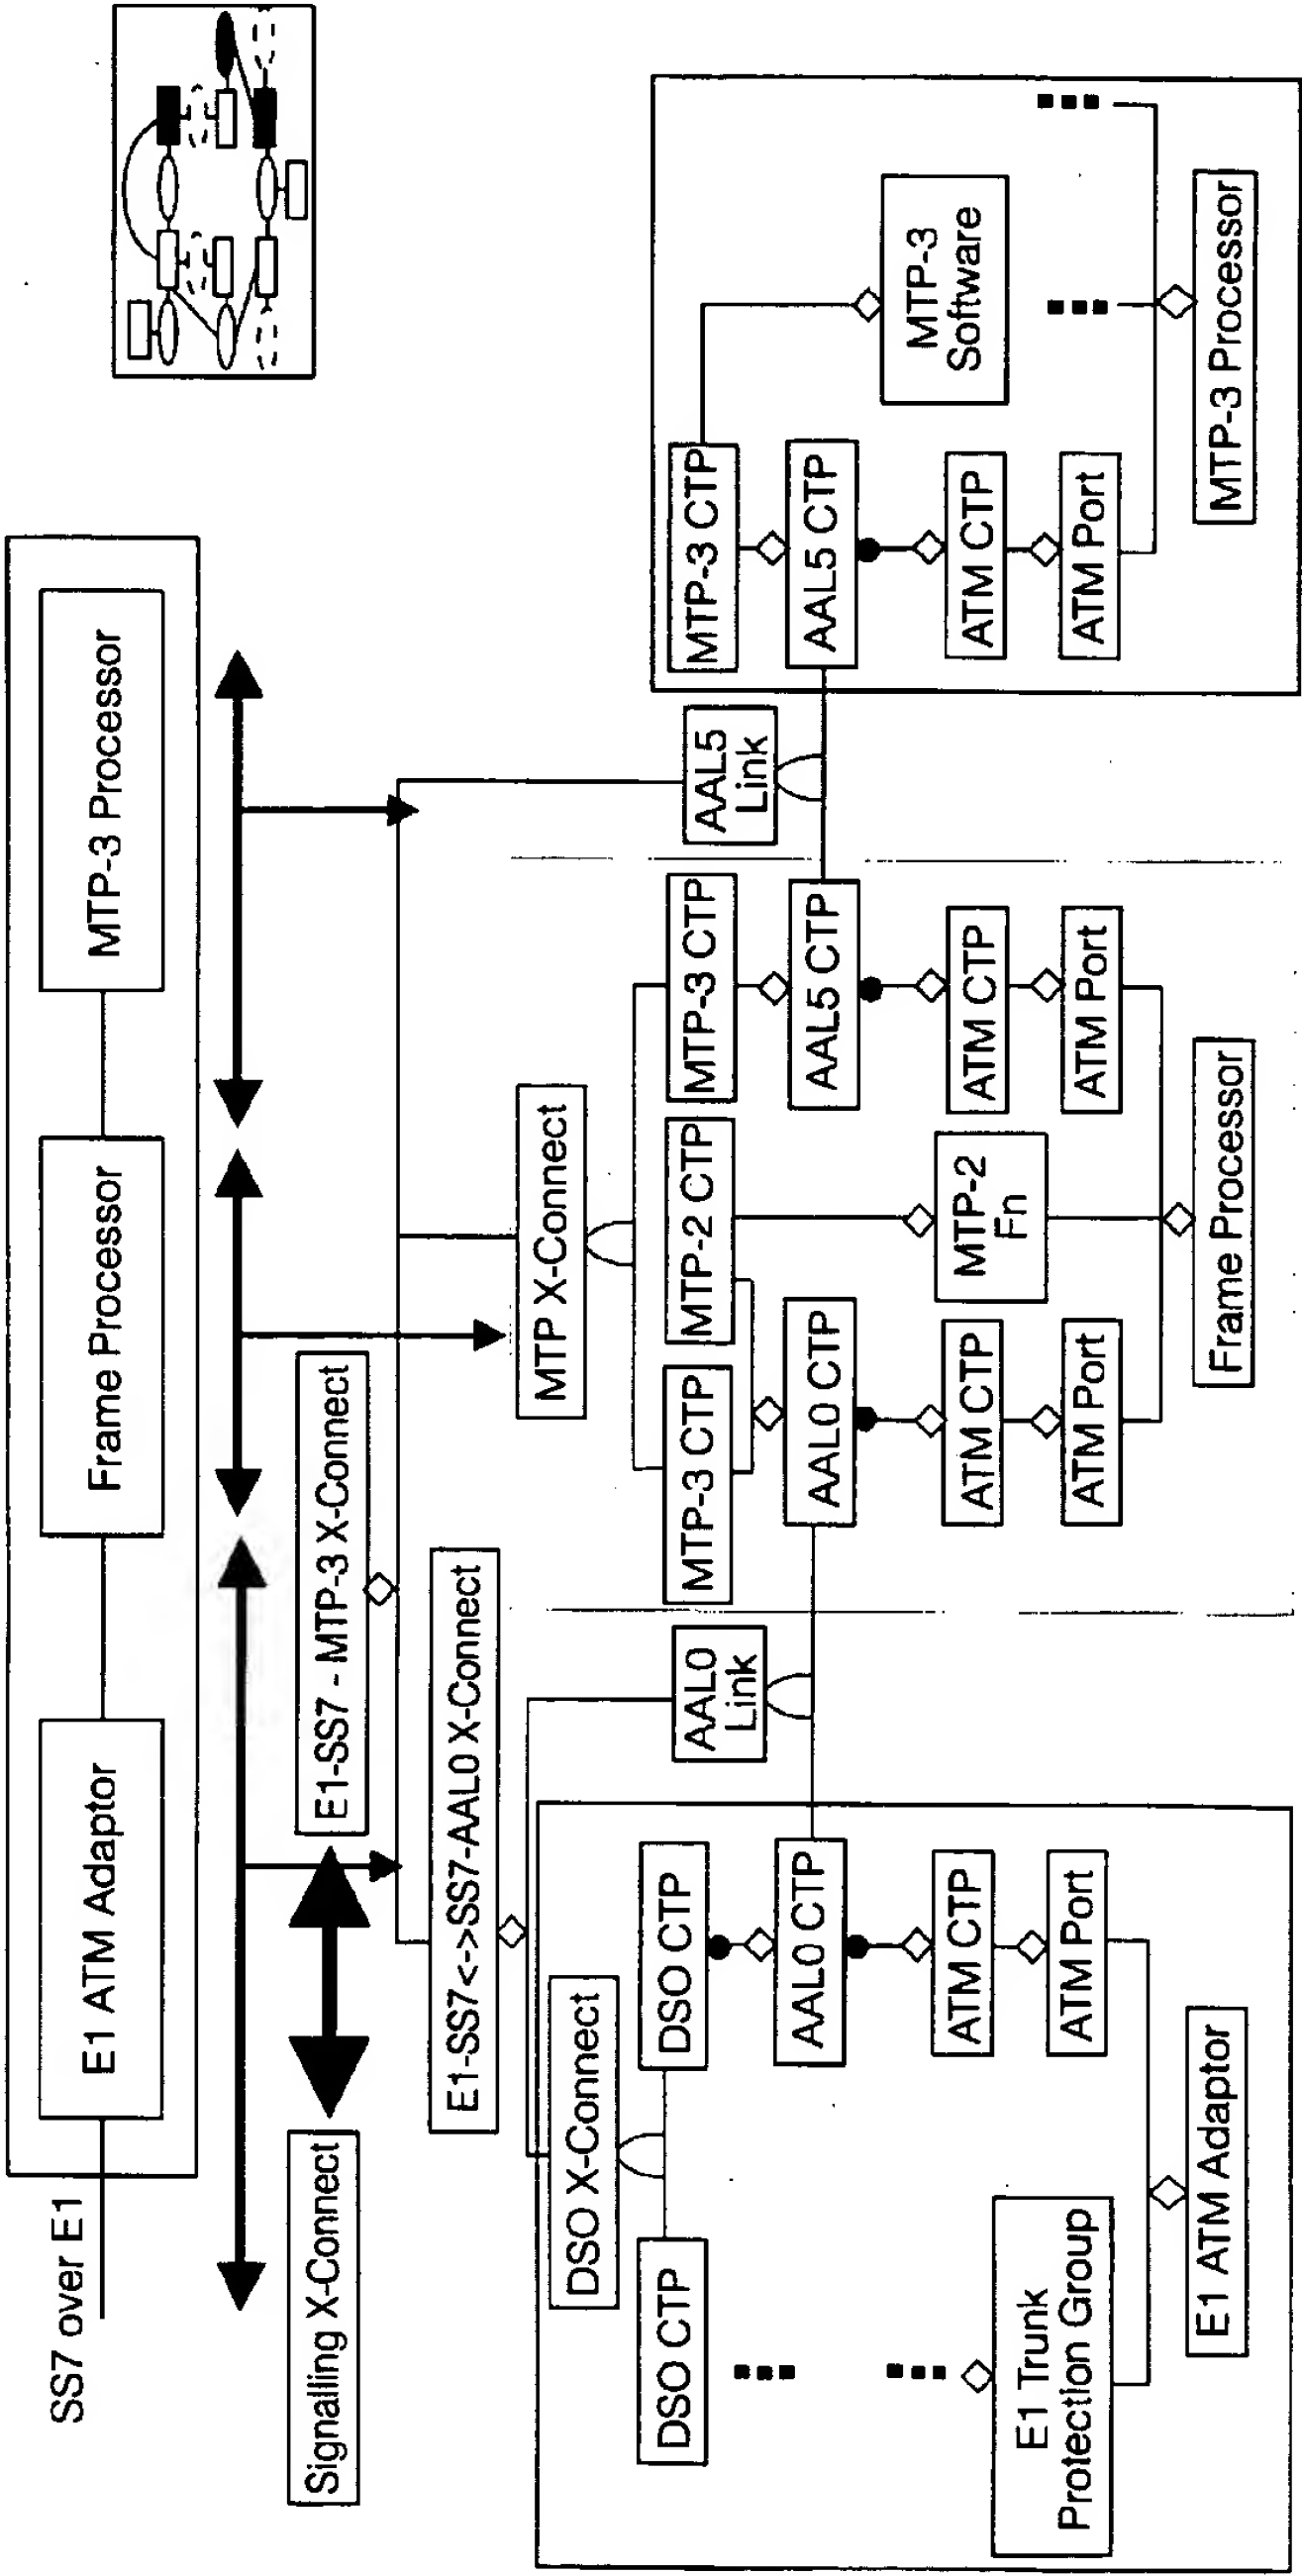 SS7 over E1
E1 ATM Adaptor
Frame Processor
MTP-3 Processor
Signalling X-Connect
E1-SS7 - MTP-3 X-Connect
E1-SS7<->SS7-AAL0 X-Connect
MTP X-Connect
DSO X-Connect
AAL0
Link
AAL5
Link
DSO CTP
DSO CTP
MTP-3 CTP
MTP-2 CTP
MTP-3 CTP
MTP-3 CTP
AAL0 CTP
AAL0 CTP
AAL5 CTP
AAL5 CTP
MTP-3
Software
ATM CTP
ATM CTP
MTP-2
Fn
ATM CTP
ATM CTP
E1 Trunk
Protection Group
ATM Port
ATM Port
ATM Port
ATM Port
E1 ATM Adaptor
Frame Processor
MTP-3 Processor